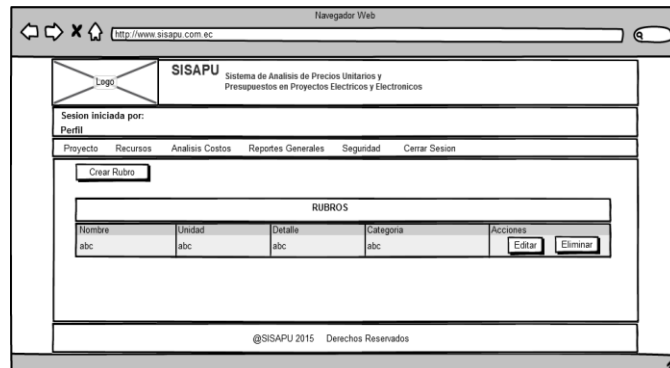 Navegador Web
http://www.sisapu.com.ec
Logo
SISAPU Sistema de Analisis de Precios Unitarios y
Presupuestos en Proyectos Electricos y Electronicos
Sesion iniciada por:
Perfil
Proyecto Recursos Analisis Costos Reportes Generales Seguridad Cerrar Sesion
Crear Rubro
RUBROS
Nombre Unidad Detalle Categoria Acciones
abc abc abc abc Editar Eliminar
@SISAPU 2015 Derechos Reservados